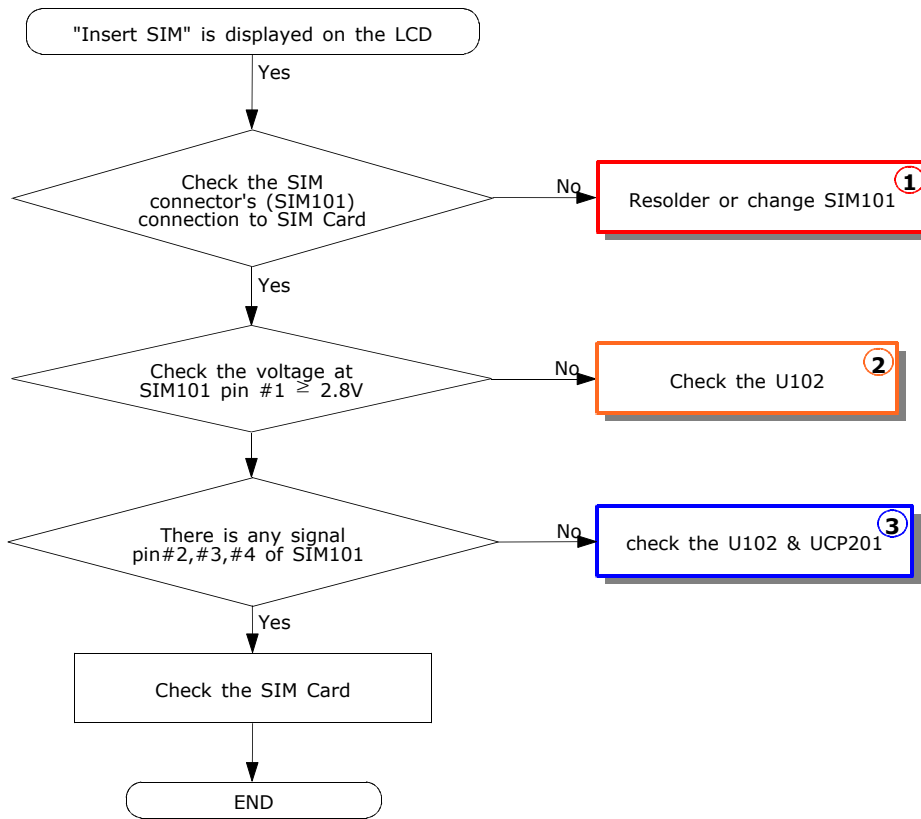 "Insert SIM" is displayed on the LCD
Yes
Check the SIM
connector's (SIM101)
connection to SIM Card
No
1
Resolder or change SIM101
Yes
Check the voltage at
SIM101 pin #1 ≥ 2.8V
No
2
Check the U102
There is any signal
pin#2,#3,#4 of SIM101
No
3
check the U102 & UCP201
Yes
Check the SIM Card
END